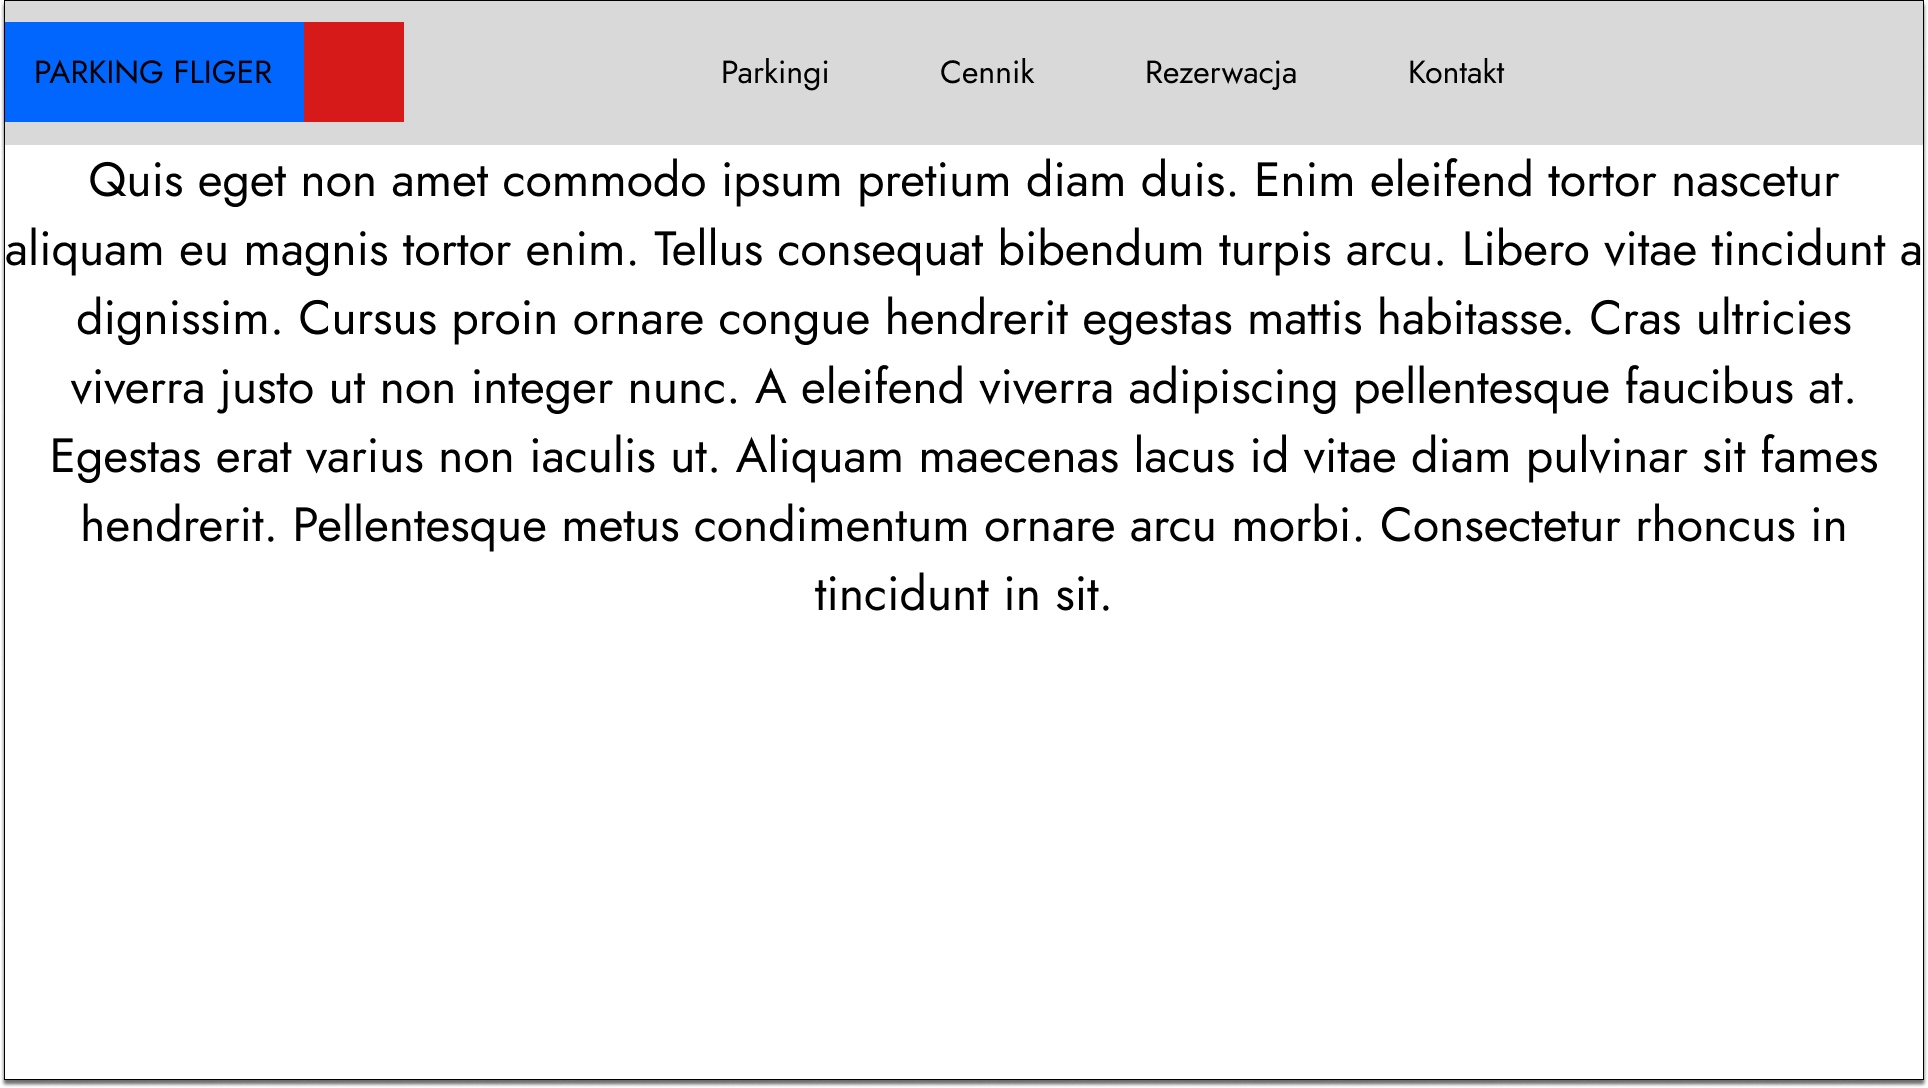 PARKING FLIGER Parkingi Cennik Rezerwacja Kontakt
Quis eget non amet commodo ipsum pretium diam duis. Enim eleifend tortor nascetur
aliquam eu magnis tortor enim. Tellus consequat bibendum turpis arcu. Libero vitae tincidunt a
dignissim. Cursus proin ornare congue hendrerit egestas mattis habitasse. Cras ultricies
viverra justo ut non integer nunc. A eleifend viverra adipiscing pellentesque faucibus at.
Egestas erat varius non iaculis ut. Aliquam maecenas lacus id vitae diam pulvinar sit fames
hendrerit. Pellentesque metus condimentum ornare arcu morbi. Consectetur rhoncus in
tincidunt in sit.